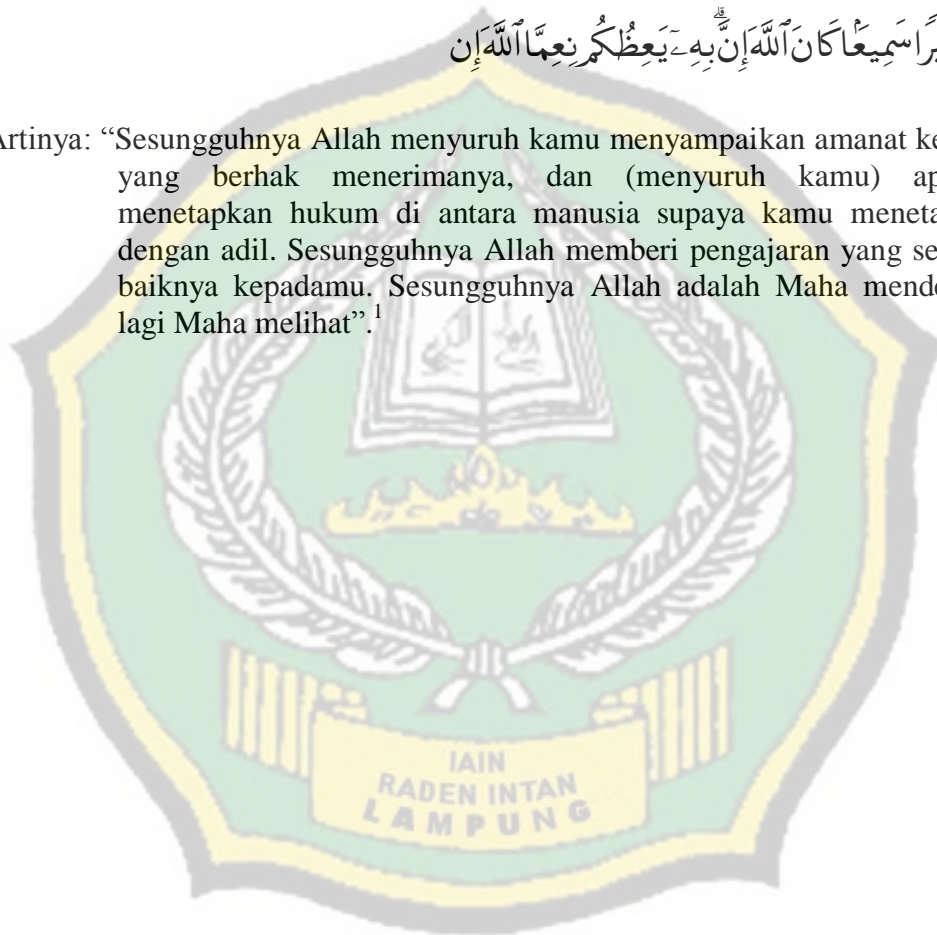 سَمِيعَۢا كَانَ ٱللَّهَ إِنَّ ۗ بِهِۦٓ يَعِظُكُم نِعِمَّا ٱللَّهَ إِن
Artinya: “Sesungguhnya Allah menyuruh kamu menyampaikan amanat ke
yang berhak menerimanya, dan (menyuruh kamu) ap
menetapkan hukum di antara manusia supaya kamu meneta
dengan adil. Sesungguhnya Allah memberi pengajaran yang se
baiknya kepadamu. Sesungguhnya Allah adalah Maha mende
lagi Maha melihat”.1
IAIN
RADEN INTAN
LAMPUNG